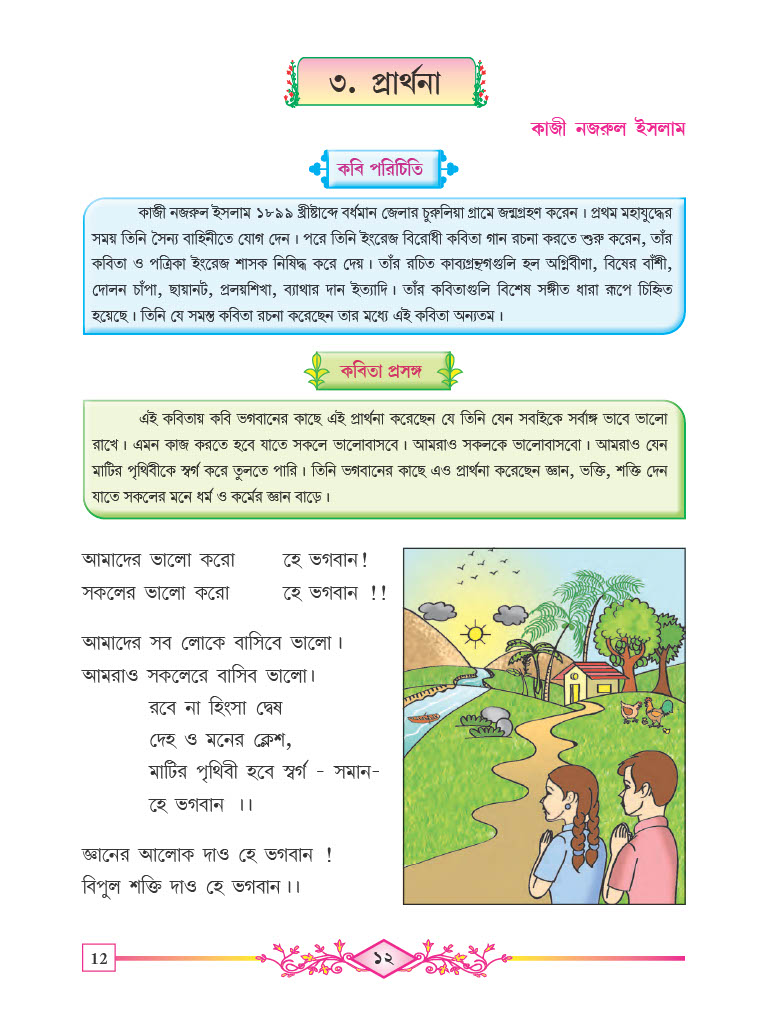 ৩. প্রার্থনা
কাজী নজরুল ইসলাম
কবি পরিচিতি
কাজী নজরুল ইসলাম ১৮৯৯ খ্রীষ্টাব্দে বর্ধমান জেলার চুরুলিয়া গ্রামে জন্মগ্রহণ করেন। প্রথম মহাযুদ্ধের
সময় তিনি সৈন্য বাহিনীতে যোগ দেন। পরে তিনি ইংরেজ বিরোধী কবিতা গান রচনা করতে শুরু করেন, তাঁর
কবিতা ও পত্রিকা ইংরেজ শাসক নিষিদ্ধ করে দেয়। তাঁর রচিত কাব্যগ্রন্থগুলি হল অগ্নিবীণা, বিষের বাঁশী,
দোলন চাঁপা, ছায়ানট, প্রলয়শিখা, ব্যাথার দান ইত্যাদি। তাঁর কবিতাগুলি বিশেষ সঙ্গীত ধারা রূপে চিহ্নিত
হয়েছে। তিনি যে সমস্ত কবিতা রচনা করেছেন তার মধ্যে এই কবিতা অন্যতম।
কবিতা প্রসঙ্গ
এই কবিতায় কবি ভগবানের কাছে এই প্রার্থনা করেছেন যে তিনি যেন সবাইকে সর্বাঙ্গ ভাবে ভালো
রাখে। এমন কাজ করতে হবে যাতে সকলে ভালোবাসবে। আমরাও সকলকে ভালোবাসবো। আমরাও যেন
মাটির পৃথিবীকে স্বর্গ করে তুলতে পারি। তিনি ভগবানের কাছে এও প্রার্থনা করেছেন জ্ঞান, ভক্তি, শক্তি দেন
যাতে সকলের মনে ধর্ম ও কর্মের জ্ঞান বাড়ে।
আমাদের ভালো করো হে ভগবান!
সকলের ভালো করো হে ভগবান !!
আমাদের সব লোকে বাসিবে ভালো।
আমরাও সকলেরে বাসিব ভালো।
রবে না হিংসা দ্বেষ
দেহ ও মনের ক্লেশ,
মাটির পৃথিবী হবে স্বর্গ - সমান-
হে ভগবান ।।
জ্ঞানের আলোক দাও হে ভগবান !
বিপুল শক্তি দাও হে ভগবান।।
12
১২